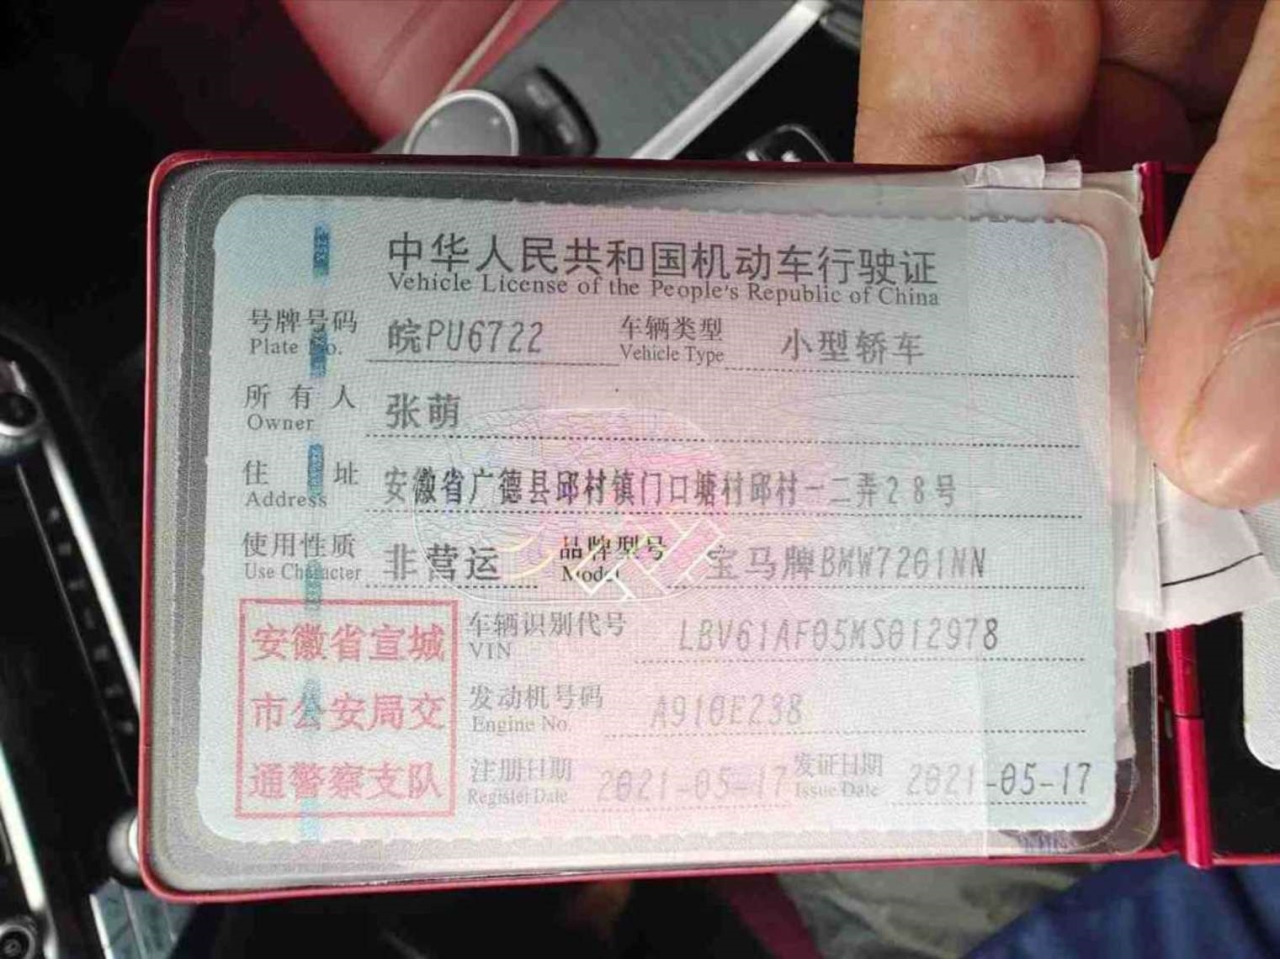 中华人民共和国机动车行驶证
Vehicle License of the People's Republic of China
号牌号码 皖PU6722 车辆类型 小型轿车
Plate No. Vehicle Type
所有人 张萌
Owner
住址 安徽省广德县邱村镇门口塘村邱村一二弄28号
Address
使用性质 非营运 品牌型号 宝马牌BMW7201NN
Use Character Model
安徽省宣城
市公安局交
通警察支队
车辆识别代号 LBV61AF05MS012978
VIN
发动机号码 A910E238
Engine No.
注册日期 2021-05-17 发证日期 2021-05-17
Register Date Issue Date